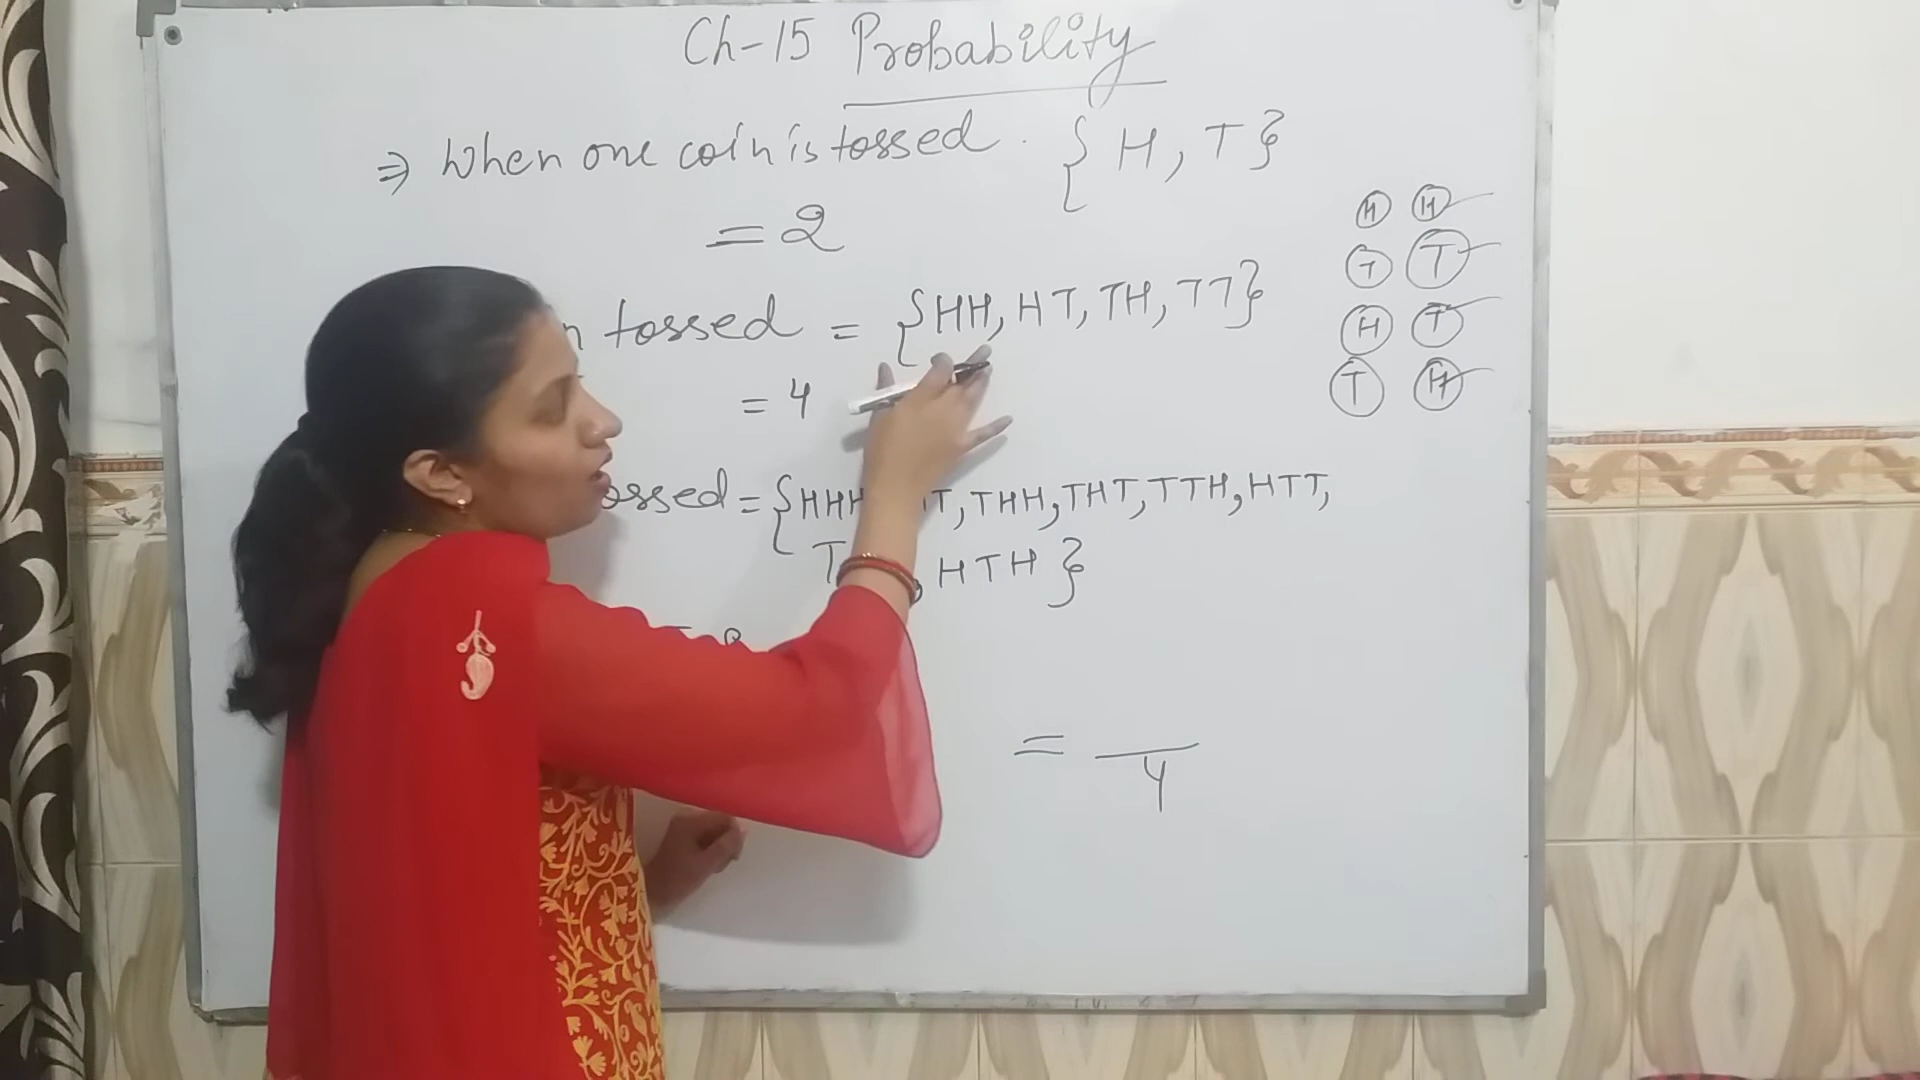 Ch-15 Probability
⇒ When one coin is tossed. { H, T }
= 2
tossed = {HH, HT, TH, TT}
= 4
= {HHH, THH, THT, TTH, HTT,
HTH }
= /4
H H
T T
H T
T H